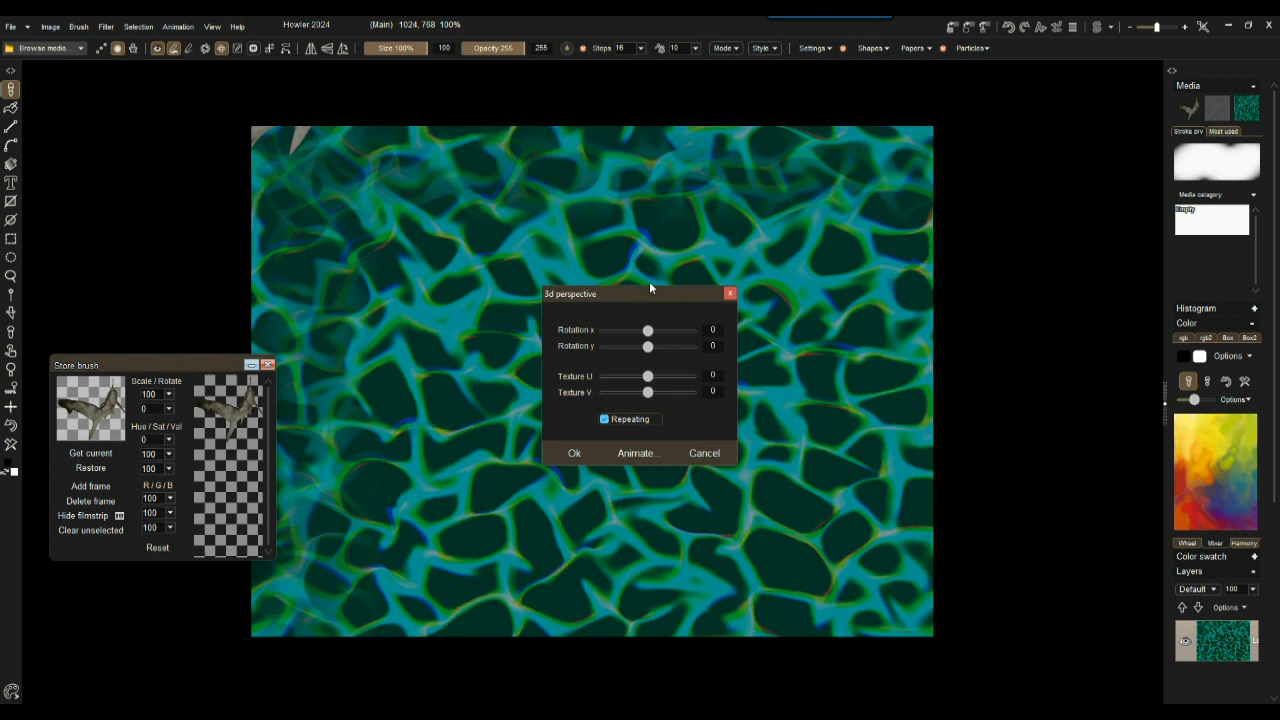 File Image Brush Filter Selection Animation View Help Howler 2024 (Main) 1024, 768 100%
Browse media... Size 100% 100 Opacity 255 255 Steps 16 10 Mode Style Settings Shapes Papers Particles
Media
Stroke prv Most used
Media catagory
Empty
Histogram
Color
rgb rgb2 Box Box2
Options
Options
Wheel Mixer Harmony
Color swatch
Layers
Default 100
Options
3d perspective
Rotation x 0
Rotation y 0
Texture U 0
Texture V 0
Repeating
Ok Animate... Cancel
Store brush
Scale / Rotate
100
0
Hue / Sat / Val
0
Get current 100
Restore 100
Add frame R / G / B
Delete frame 100
Hide filmstrip 100
Clear unselected 100
Reset